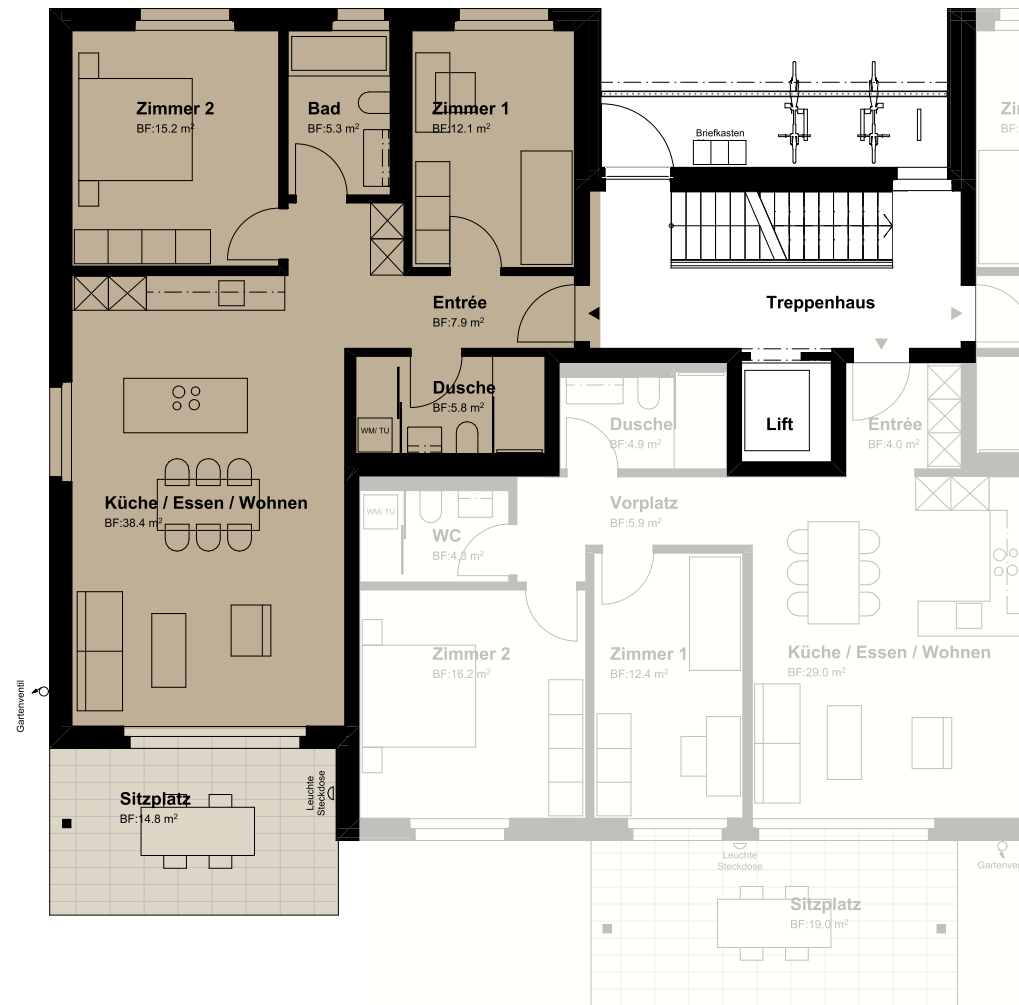 Zimmer 2
BF:15.2 m²
Bad
BF:5.3 m²
Zimmer 1
BF:12.1 m²
Briefkasten
Zi
BF:
Entrée
BF:7.9 m²
Treppenhaus
Dusche
BF:5.8 m²
WM/ TU
Dusche
BF:4.9 m²
Lift
Entrée
BF:4.0 m²
Küche / Essen / Wohnen
BF:38.4 m²
WM/ TU
WC
BF:4.3 m²
Vorplatz
BF:5.9 m²
Zimmer 2
BF:16.2 m²
Zimmer 1
BF:12.4 m²
Küche / Essen / Wohnen
BF:29.0 m²
Gartenventil
Sitzplatz
BF:14.8 m²
Leuchte
Steckdose
Leuchte
Steckdose
Gartenve
Sitzplatz
BF:19.0 m²